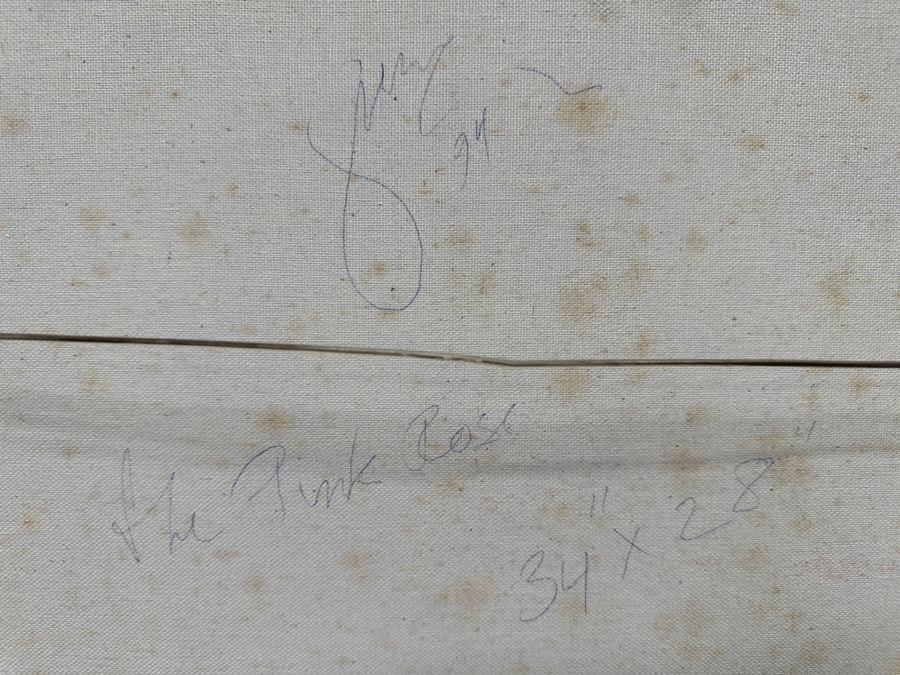 94
The Pink Rose
34" x 28"